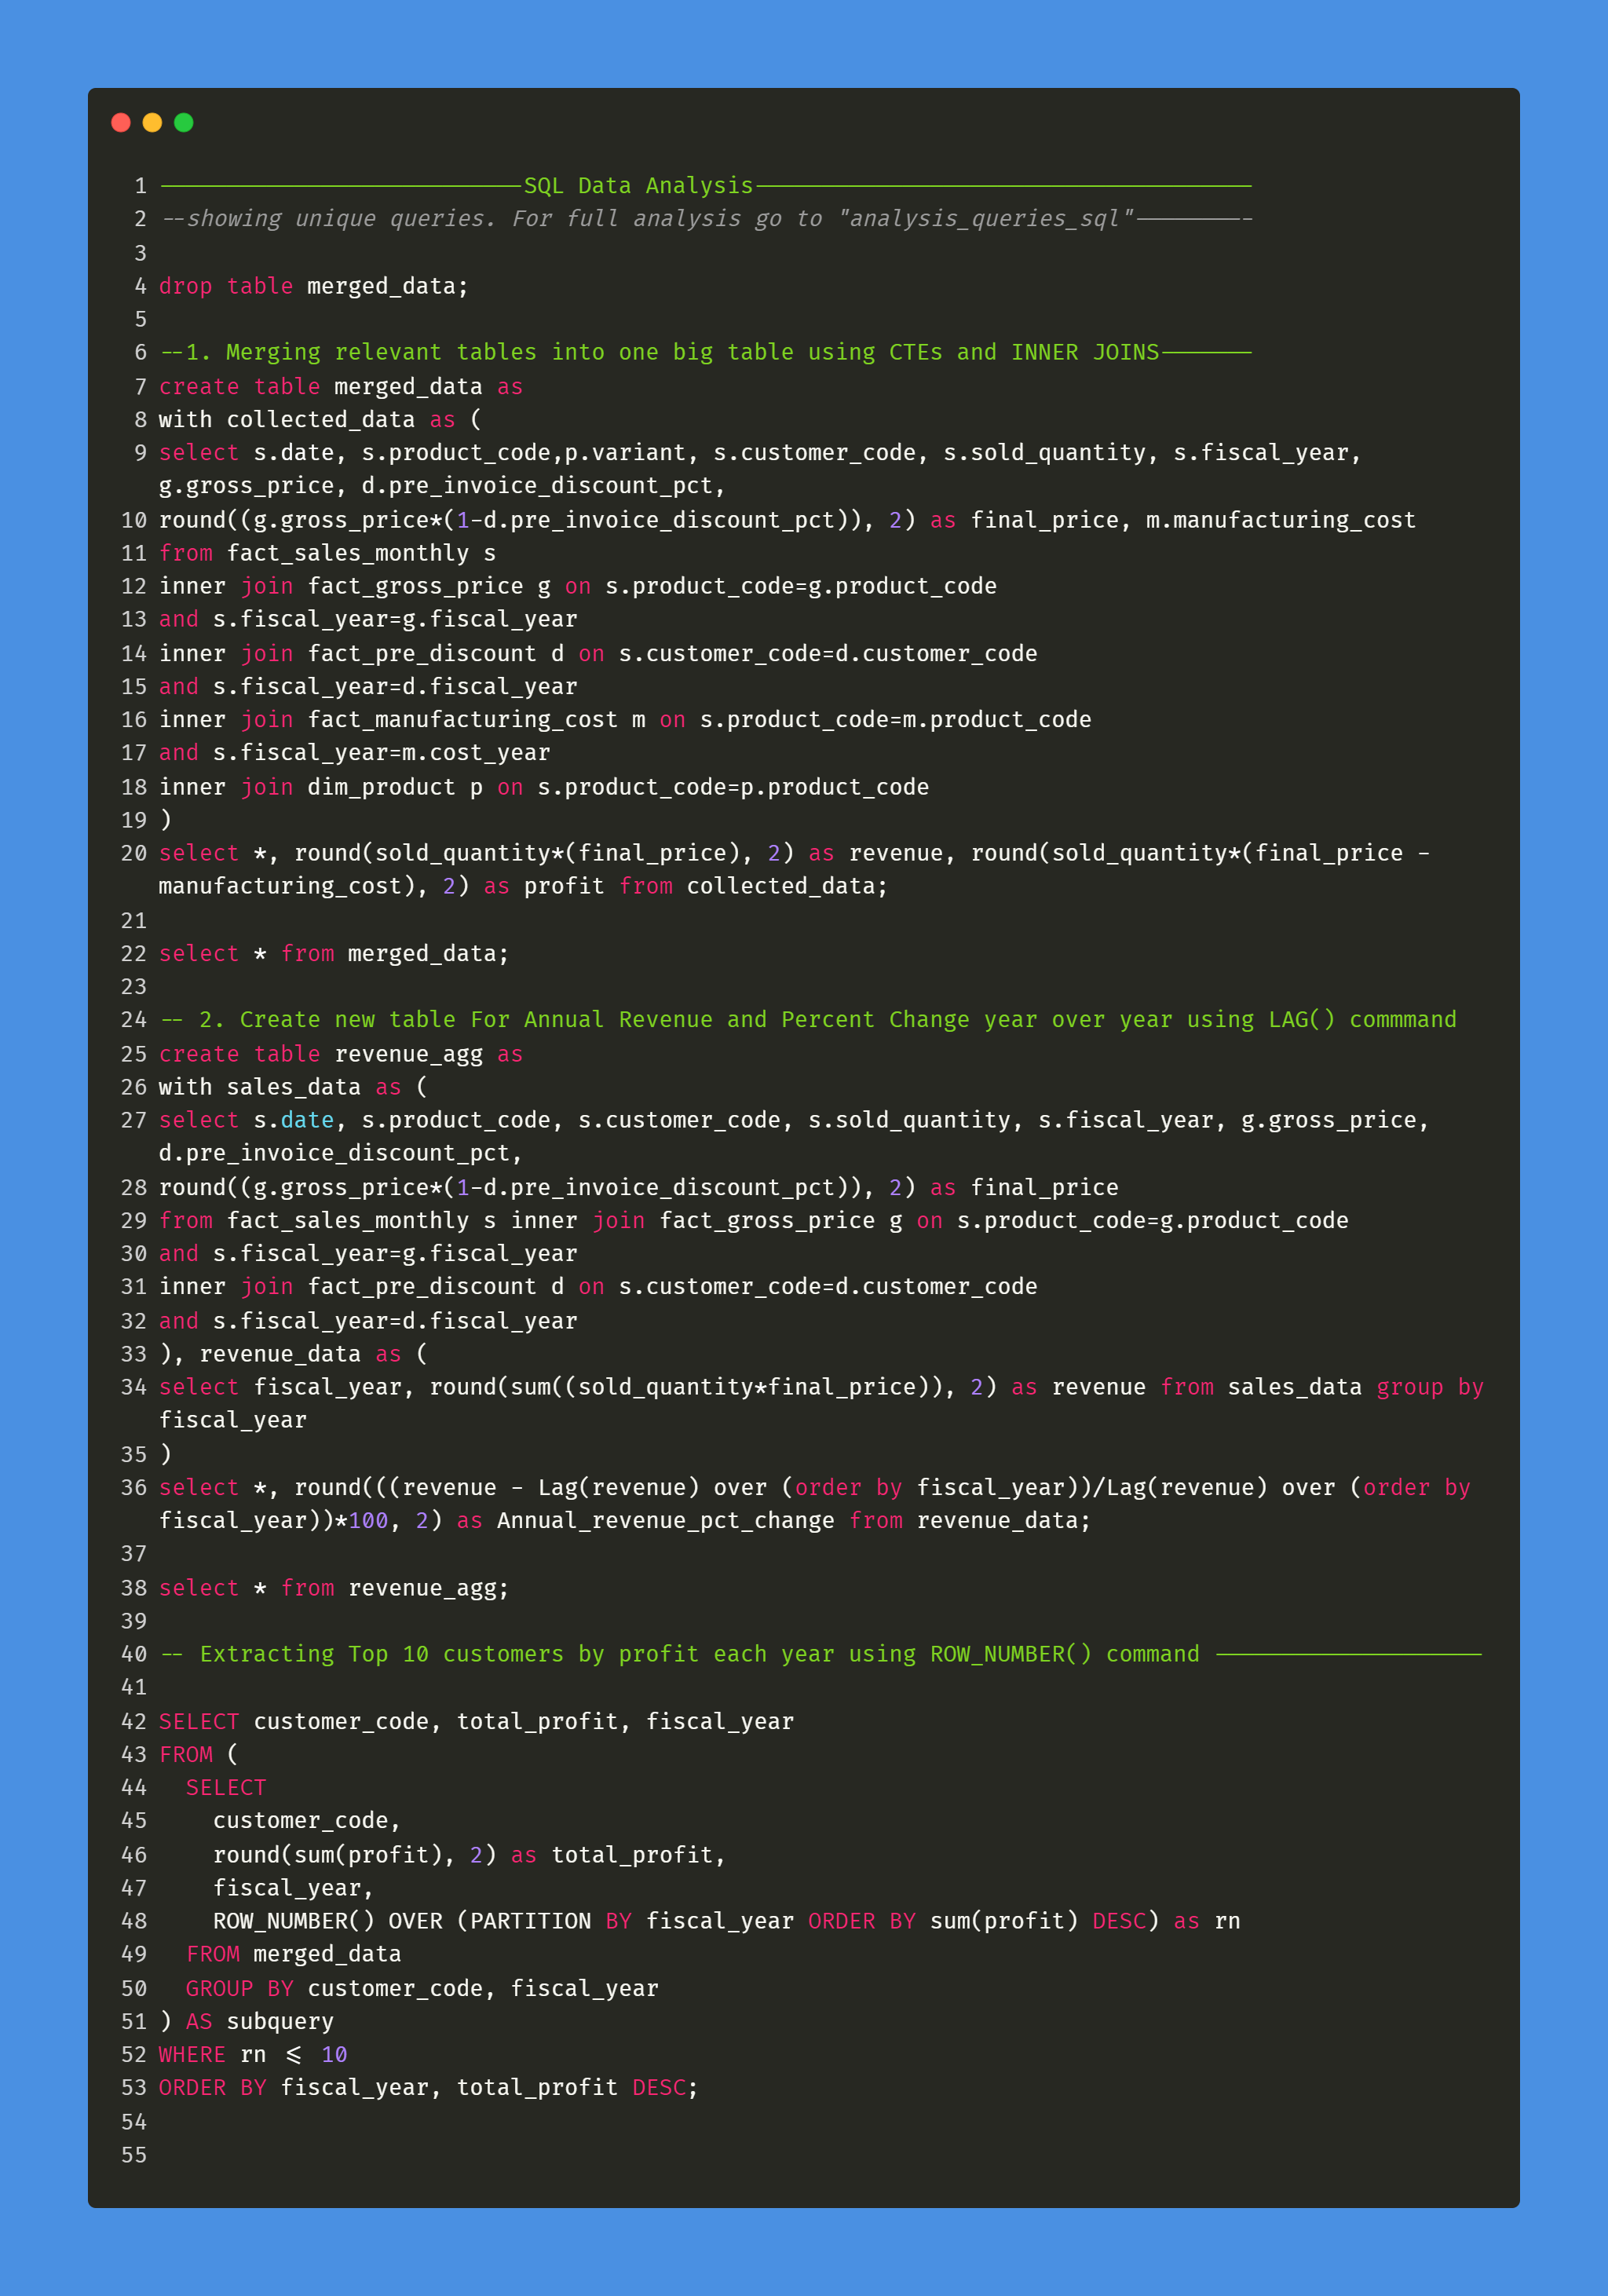 1 ---------------------------SQL Data Analysis-------------------------------------
2 --showing unique queries. For full analysis go to "analysis_queries_sql"---------
3
4 drop table merged_data;
5
6 --1. Merging relevant tables into one big table using CTEs and INNER JOINS-------
7 create table merged_data as
8 with collected_data as (
9 select s.date, s.product_code,p.variant, s.customer_code, s.sold_quantity, s.fiscal_year,
g.gross_price, d.pre_invoice_discount_pct,
10 round((g.gross_price*(1-d.pre_invoice_discount_pct)), 2) as final_price, m.manufacturing_cost
11 from fact_sales_monthly s
12 inner join fact_gross_price g on s.product_code=g.product_code
13 and s.fiscal_year=g.fiscal_year
14 inner join fact_pre_discount d on s.customer_code=d.customer_code
15 and s.fiscal_year=d.fiscal_year
16 inner join fact_manufacturing_cost m on s.product_code=m.product_code
17 and s.fiscal_year=m.cost_year
18 inner join dim_product p on s.product_code=p.product_code
19 )
20 select *, round(sold_quantity*(final_price), 2) as revenue, round(sold_quantity*(final_price -
manufacturing_cost), 2) as profit from collected_data;
21
22 select * from merged_data;
23
24 -- 2. Create new table For Annual Revenue and Percent Change year over year using LAG() commmand
25 create table revenue_agg as
26 with sales_data as (
27 select s.date, s.product_code, s.customer_code, s.sold_quantity, s.fiscal_year, g.gross_price,
d.pre_invoice_discount_pct,
28 round((g.gross_price*(1-d.pre_invoice_discount_pct)), 2) as final_price
29 from fact_sales_monthly s inner join fact_gross_price g on s.product_code=g.product_code
30 and s.fiscal_year=g.fiscal_year
31 inner join fact_pre_discount d on s.customer_code=d.customer_code
32 and s.fiscal_year=d.fiscal_year
33 ), revenue_data as (
34 select fiscal_year, round(sum((sold_quantity*final_price)), 2) as revenue from sales_data group by
fiscal_year
35 )
36 select *, round(((revenue - Lag(revenue) over (order by fiscal_year))/Lag(revenue) over (order by
fiscal_year))*100, 2) as Annual_revenue_pct_change from revenue_data;
37
38 select * from revenue_agg;
39
40 -- Extracting Top 10 customers by profit each year using ROW_NUMBER() command --------------------
41
42 SELECT customer_code, total_profit, fiscal_year
43 FROM (
44   SELECT
45     customer_code,
46     round(sum(profit), 2) as total_profit,
47     fiscal_year,
48     ROW_NUMBER() OVER (PARTITION BY fiscal_year ORDER BY sum(profit) DESC) as rn
49   FROM merged_data
50   GROUP BY customer_code, fiscal_year
51 ) AS subquery
52 WHERE rn <= 10
53 ORDER BY fiscal_year, total_profit DESC;
54
55